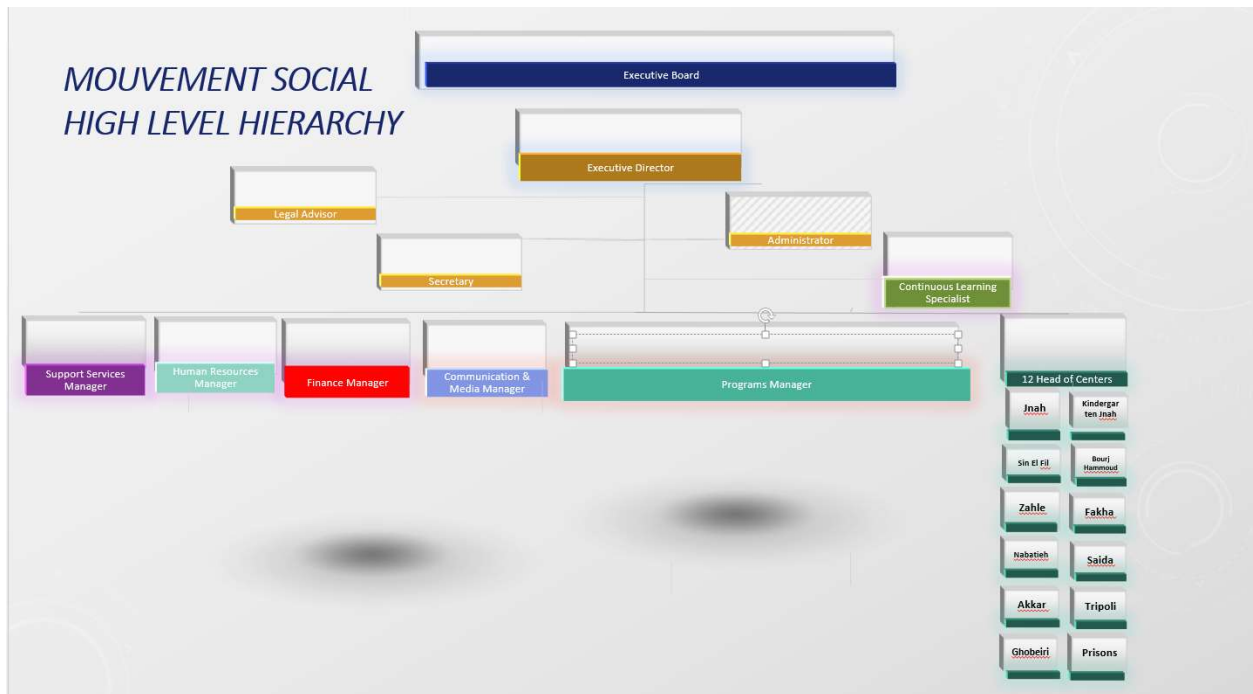 MOUVEMENT SOCIAL
HIGH LEVEL HIERARCHY
Executive Board
Executive Director
Legal Advisor
Administrator
Secretary
Continuous Learning
Specialist
Support Services
Manager
Human Resources
Manager
Finance Manager
Communication &
Media Manager
Programs Manager
12 Head of Centers
Jnah
Kindergar
ten Jnah
Sin El Fil
Bourj
Hammoud
Zahle
Fakha
Nabatieh
Saida
Akkar
Tripoli
Ghobeiri
Prisons